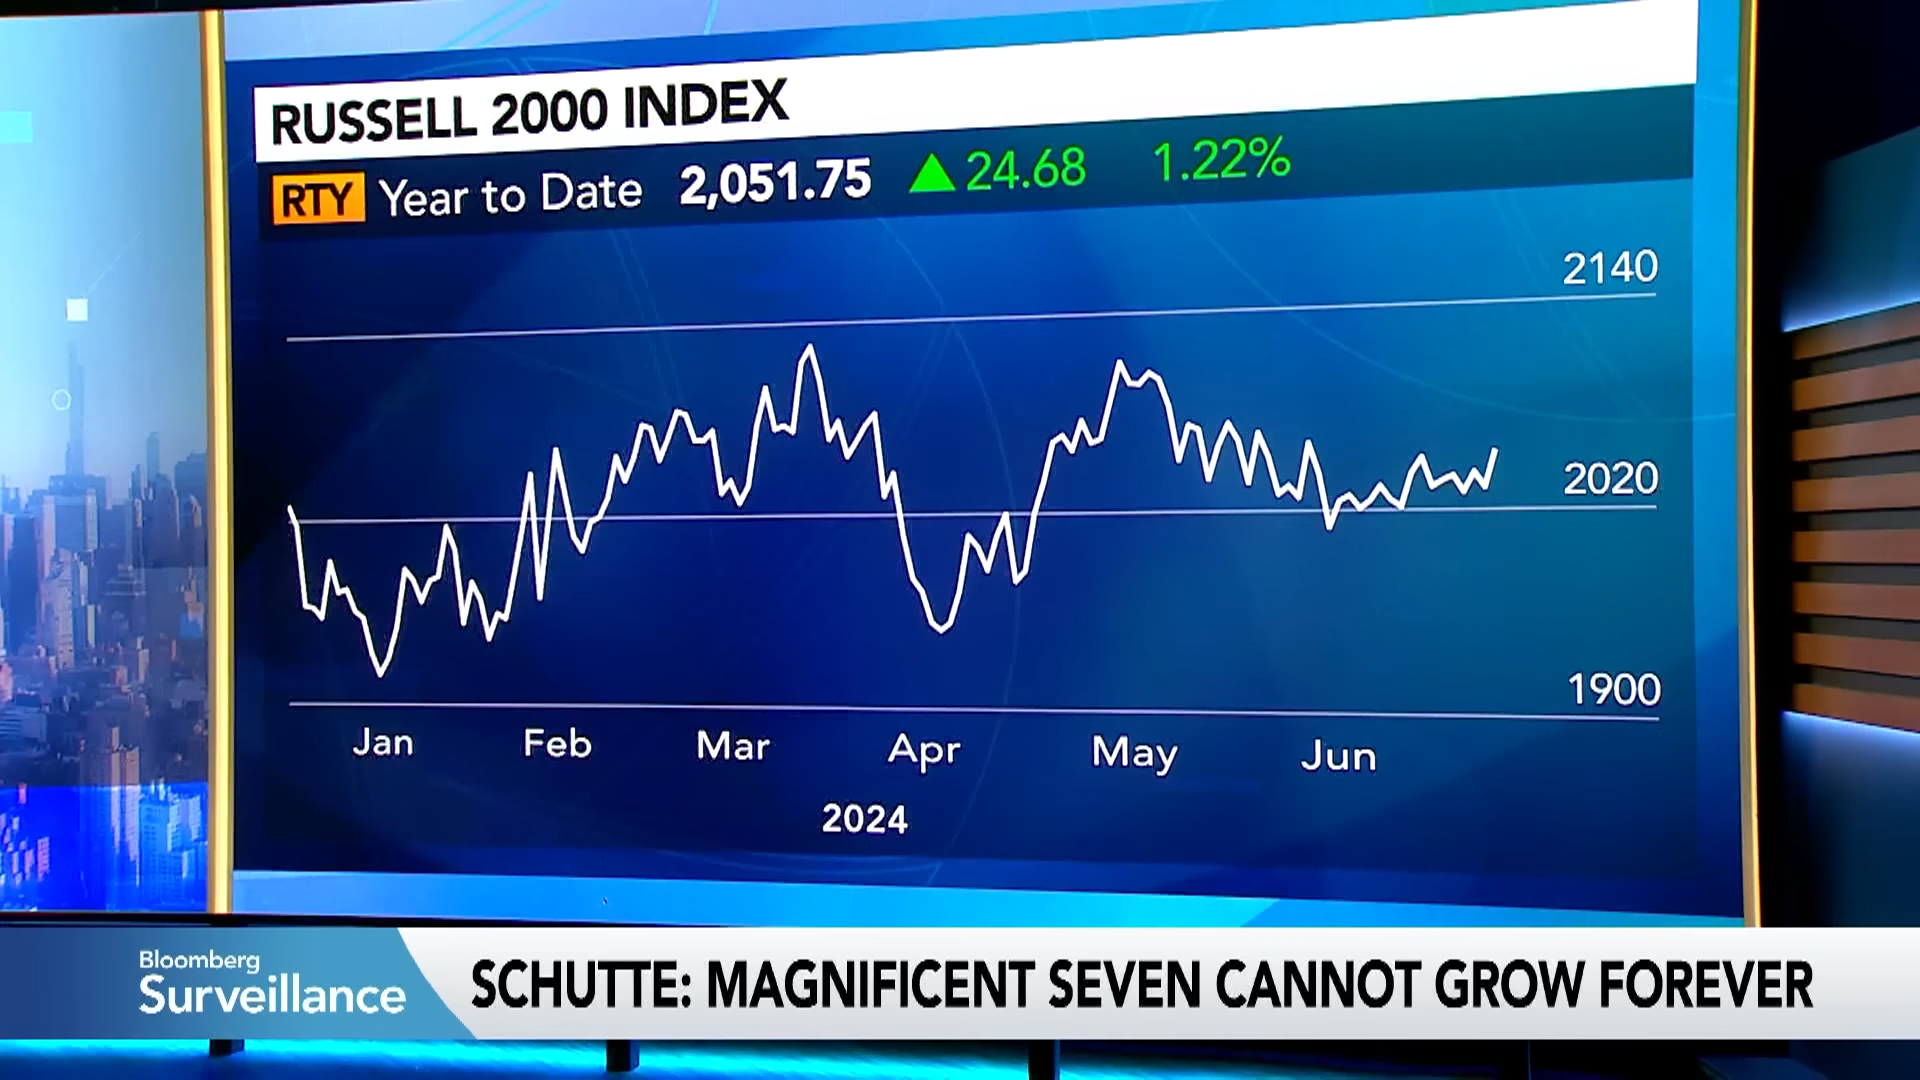 RUSSELL 2000 INDEX
RTY Year to Date 2,051.75 ▲24.68 1.22%
2140
2020
1900
Jan Feb Mar Apr May Jun
2024
Bloomberg
Surveillance
SCHUTTE: MAGNIFICENT SEVEN CANNOT GROW FOREVER